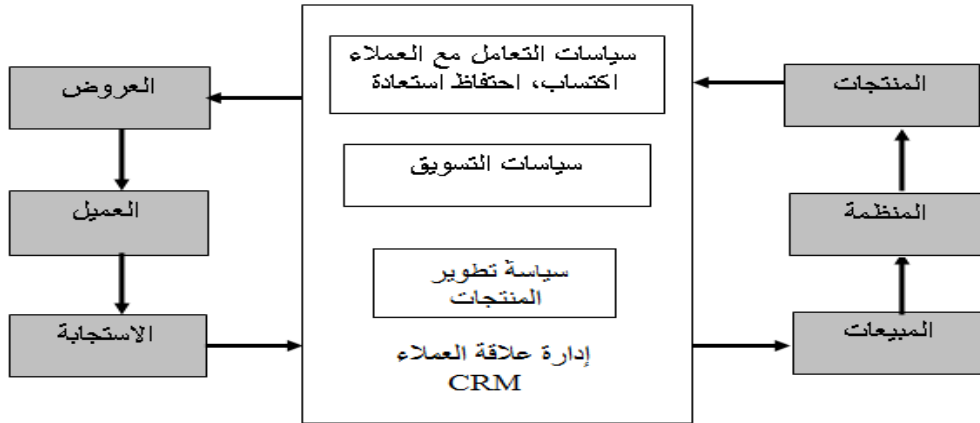 سياسات التعامل مع العملاء
اكتساب، احتفاظ استعادة
المنتجات
العروض
سياسات التسويق
المنظمة
العميل
سياسة تطوير
المنتجات
المبيعات
الاستجابة
إدارة علاقة العملاء
CRM